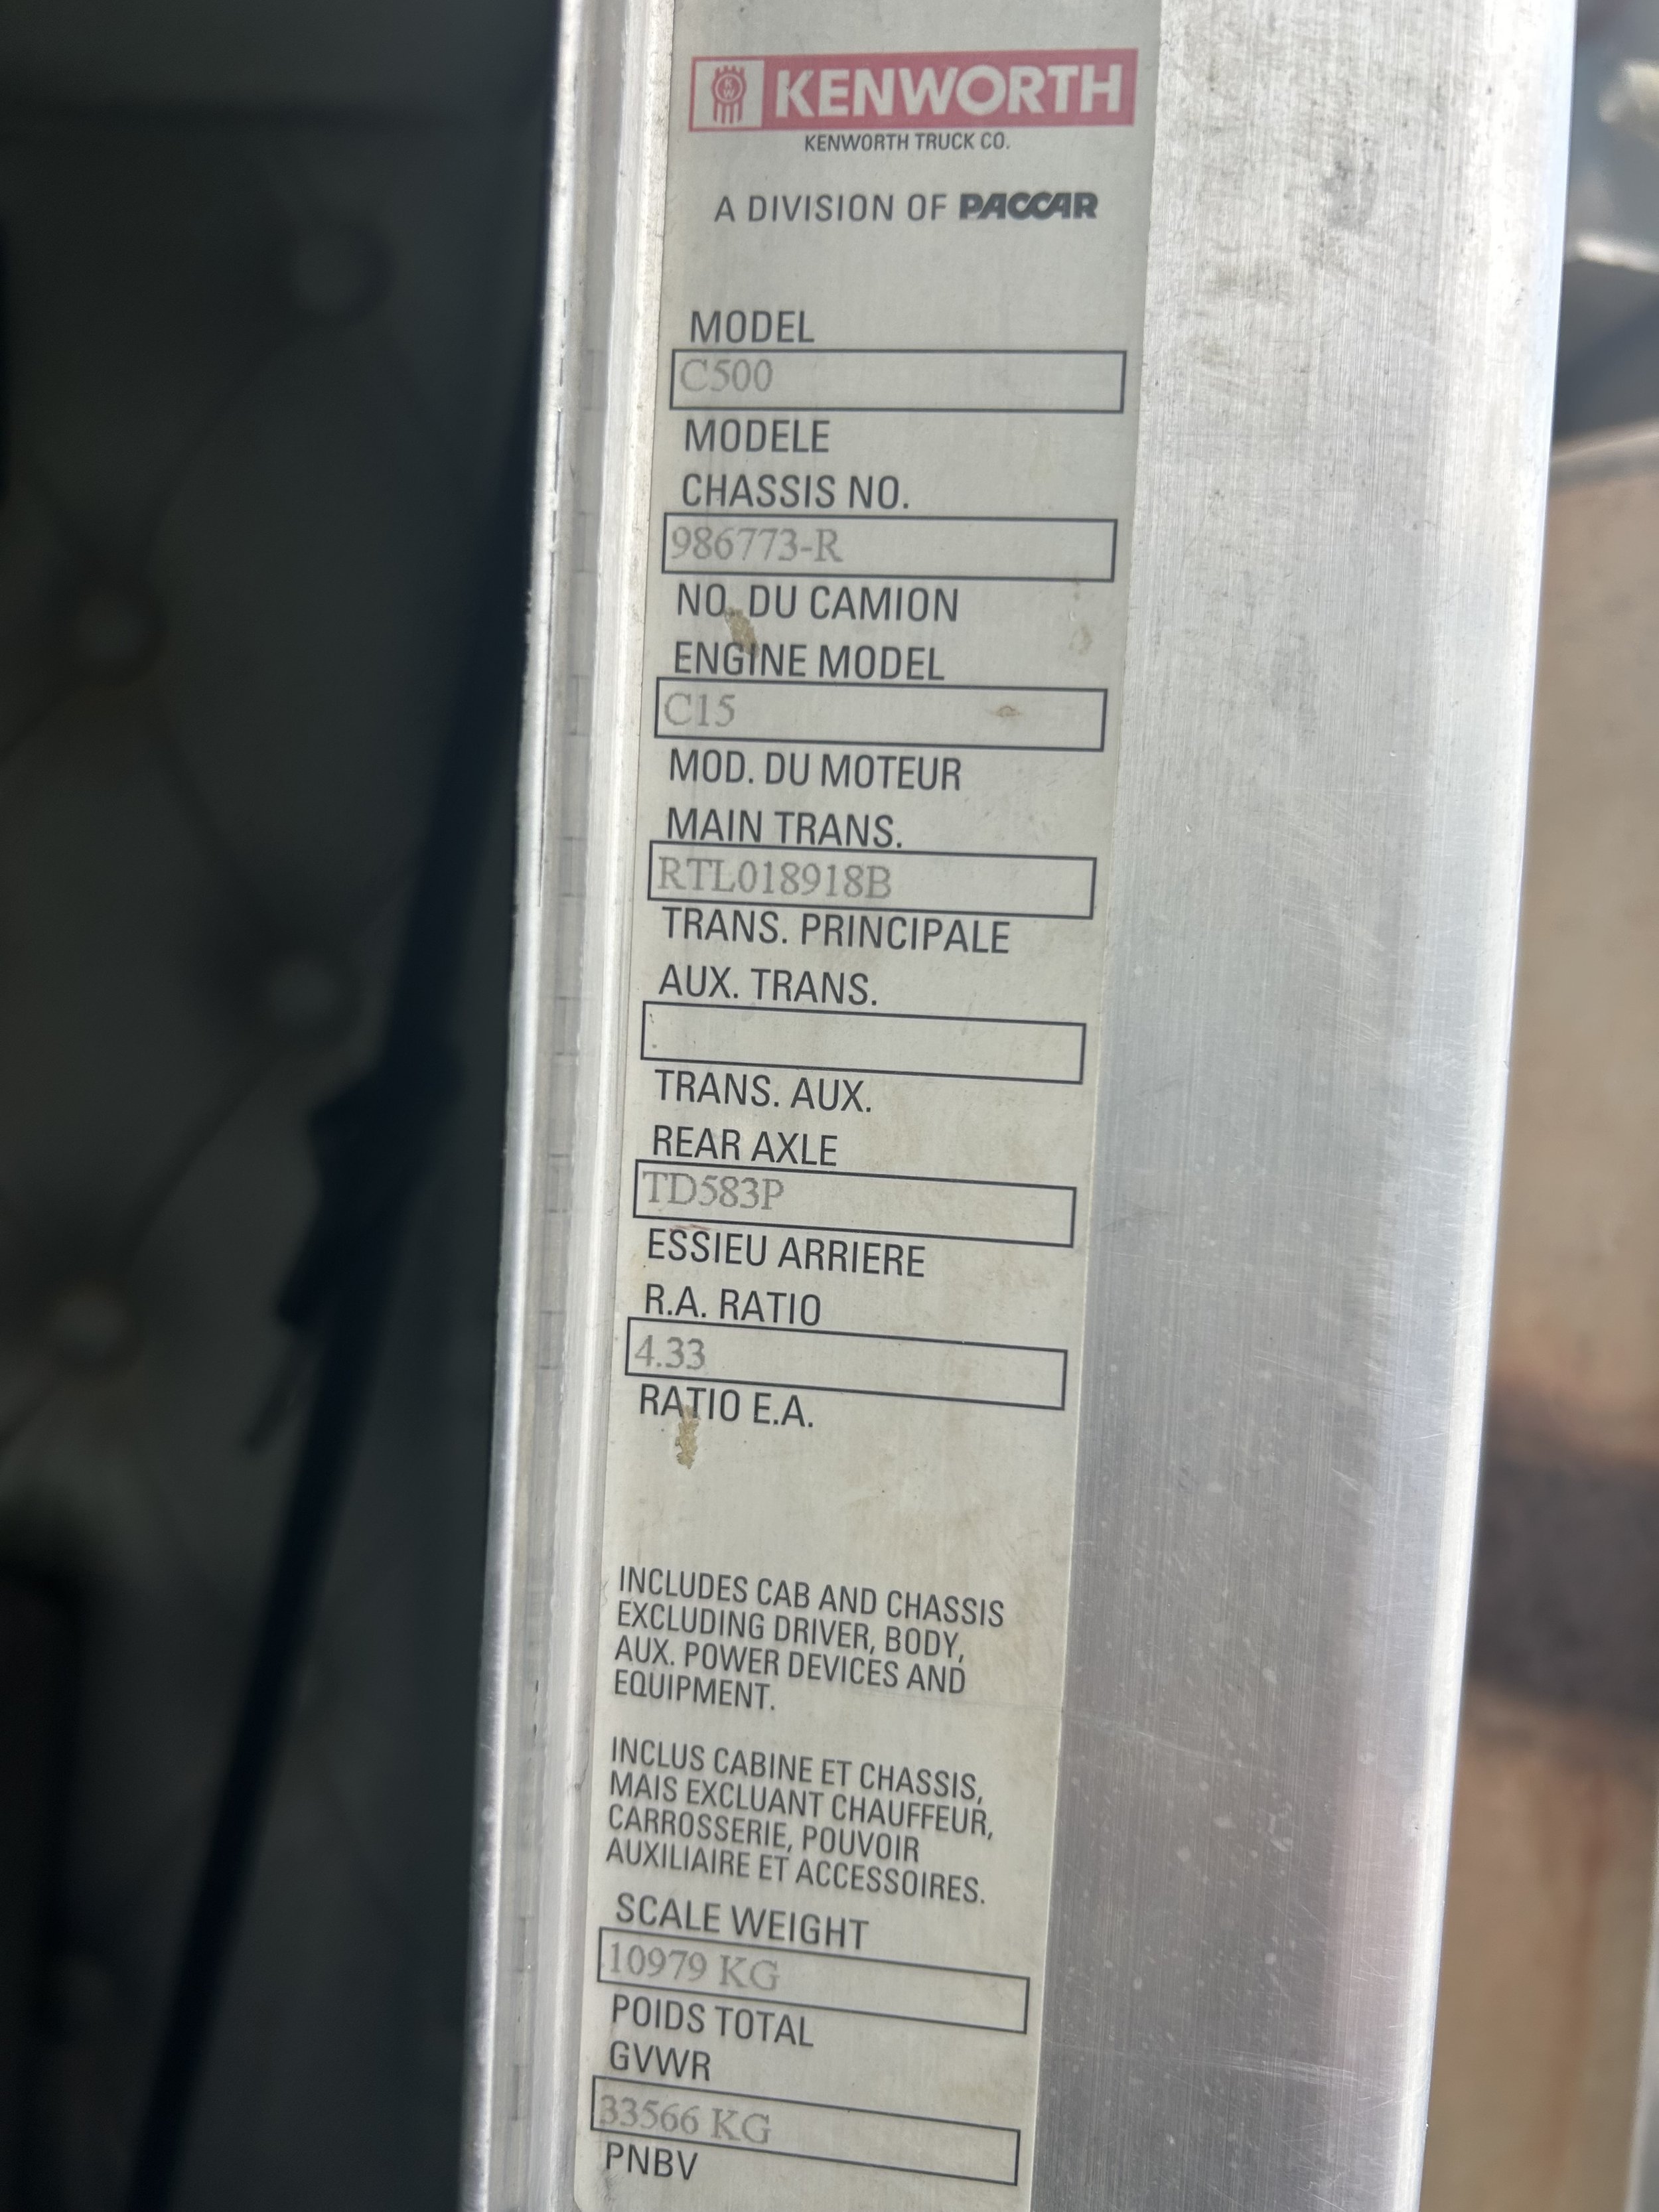 KENWORTH
KENWORTH TRUCK CO.
A DIVISION OF PACCAR
MODEL
C500
MODELE
CHASSIS NO.
986773-R
NO. DU CAMION
ENGINE MODEL
C15
MOD. DU MOTEUR
MAIN TRANS.
RTL018918B
TRANS. PRINCIPALE
AUX. TRANS.
TRANS. AUX.
REAR AXLE
TD583P
ESSIEU ARRIERE
R.A. RATIO
4.33
RATIO E.A.
INCLUDES CAB AND CHASSIS
EXCLUDING DRIVER, BODY,
AUX. POWER DEVICES AND
EQUIPMENT.
INCLUS CABINE ET CHASSIS,
MAIS EXCLUANT CHAUFFEUR,
CARROSSERIE, POUVOIR
AUXILIAIRE ET ACCESSOIRES.
SCALE WEIGHT
10979 KG
POIDS TOTAL
GVWR
33566 KG
PNBV